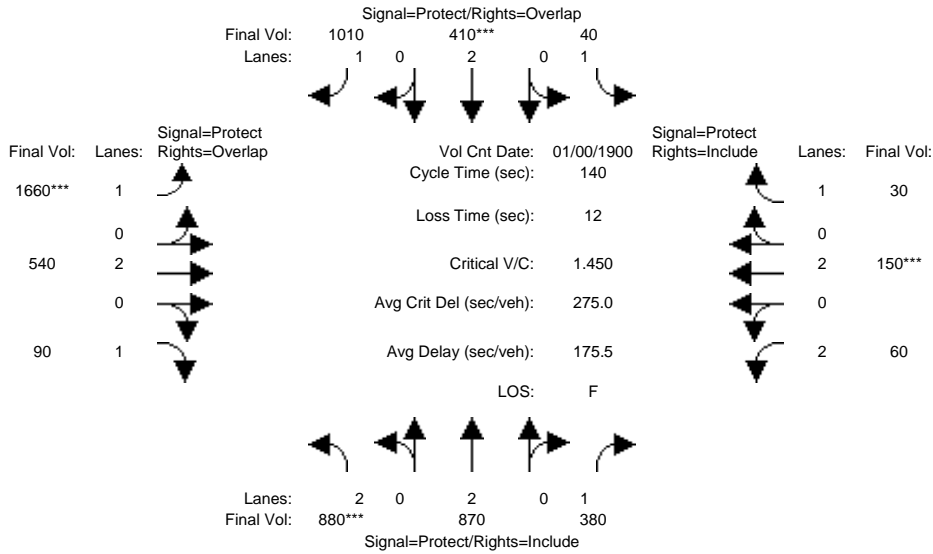 Signal=Protect/Rights=Overlap
Final Vol: 1010 410*** 40
Lanes: 1 0 2 0 1
Signal=Protect Signal=Protect
Final Vol: Lanes: Rights=Overlap Vol Cnt Date: 01/00/1900 Rights=Include Lanes: Final Vol:
Cycle Time (sec): 140
1660*** 1 1 30
Loss Time (sec): 12
0 0
540 2 Critical V/C: 1.450 2 150***
0 Avg Crit Del (sec/veh): 275.0 0
90 1 Avg Delay (sec/veh): 175.5 2 60
LOS: F
Lanes: 2 0 2 0 1
Final Vol: 880*** 870 380
Signal=Protect/Rights=Include